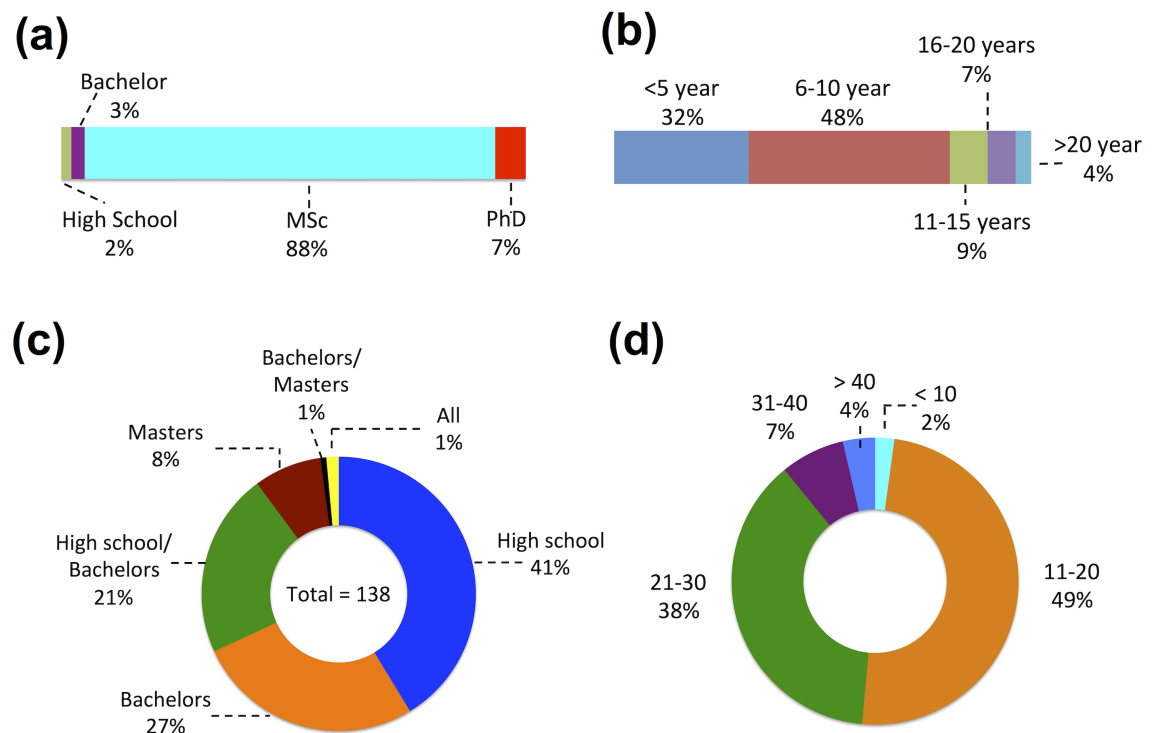 (a)
Bachelor
3%
High School
2%
MSc
88%
PhD
7%
(b)
<5 year
32%
6-10 year
48%
16-20 years
7%
>20 year
4%
11-15 years
9%
(c)
Bachelors/
Masters
1%
All
1%
Masters
8%
High school/
Bachelors
21%
Total = 138
High school
41%
Bachelors
27%
(d)
> 40
4%
< 10
2%
31-40
7%
21-30
38%
11-20
49%